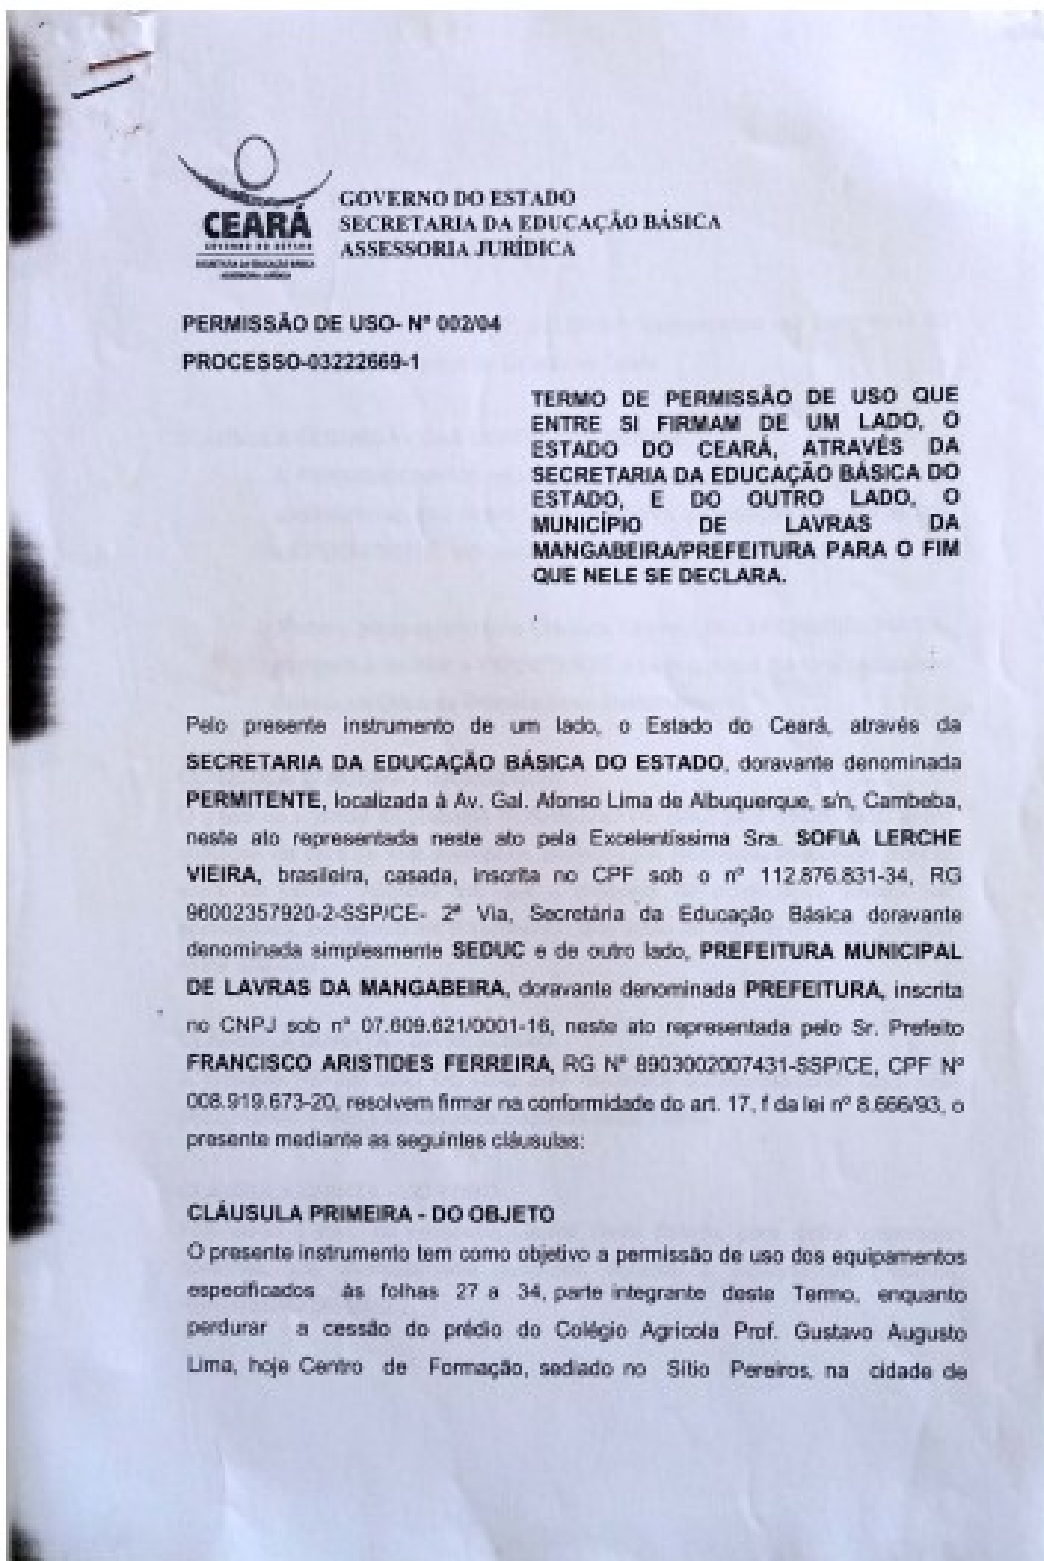 CEARÁ
GOVERNO DO ESTADO
SECRETARIA DA EDUCAÇÃO BÁSICA
ASSESSORIA JURÍDICA
GOVERNO DO ESTADO
SECRETARIA DA EDUCAÇÃO BÁSICA
ASSESSORIA JURÍDICA
PERMISSÃO DE USO- Nº 002/04
PROCESSO-03222669-1
TERMO DE PERMISSÃO DE USO QUE
ENTRE SI FIRMAM DE UM LADO, O
ESTADO DO CEARÁ, ATRAVÉS DA
SECRETARIA DA EDUCAÇÃO BÁSICA DO
ESTADO, E DO OUTRO LADO, O
MUNICÍPIO DE LAVRAS DA
MANGABEIRA/PREFEITURA PARA O FIM
QUE NELE SE DECLARA.
Pelo presente instrumento de um lado, o Estado do Ceará, através da
SECRETARIA DA EDUCAÇÃO BÁSICA DO ESTADO, doravante denominada
PERMITENTE, localizada à Av. Gal. Afonso Lima de Albuquerque, s/n, Cambeba,
neste ato representada neste ato pela Excelentíssima Sra. SOFIA LERCHE
VIEIRA, brasileira, casada, inscrita no CPF sob o nº 112.876.831-34, RG
96002357920-2-SSP/CE- 2ª Via, Secretária da Educação Básica doravante
denominada simplesmente SEDUC e de outro lado, PREFEITURA MUNICIPAL
DE LAVRAS DA MANGABEIRA, doravante denominada PREFEITURA, inscrita
no CNPJ sob nº 07.609.621/0001-16, neste ato representada pelo Sr. Prefeito
FRANCISCO ARISTIDES FERREIRA, RG Nº 8903002007431-SSP/CE, CPF Nº
008.919.673-20, resolvem firmar na conformidade do art. 17, f da lei nº 8.666/93, o
presente mediante as seguintes cláusulas:
CLÁUSULA PRIMEIRA - DO OBJETO
O presente instrumento tem como objetivo a permissão de uso dos equipamentos
especificados às folhas 27 a 34, parte integrante deste Termo, enquanto
perdurar a cessão do prédio do Colégio Agrícola Prof. Gustavo Augusto
Lima, hoje Centro de Formação, sediado no Sítio Pereiros, na cidade de